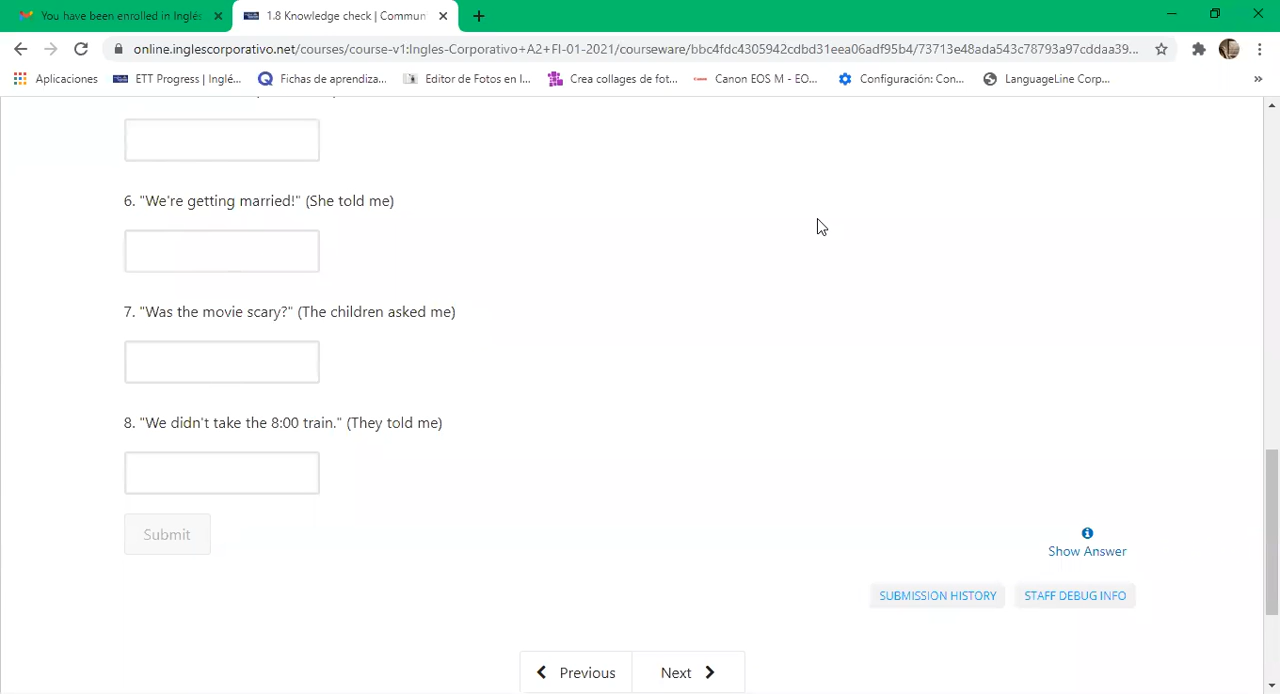 You have been enrolled in Inglés
1.8 Knowledge check | Commun
online.inglescorporativo.net/courses/course-v1:Ingles-Corporativo+A2+FI-01-2021/courseware/bbc4fdc4305942cdbd31eea06adf95b4/73713e48ada543c78793a97cddaa39...
Aplicaciones ETT Progress | Inglé... Fichas de aprendiza... Editor de Fotos en l... Crea collages de fot... Canon EOS M - EO... Configuración: Con... LanguageLine Corp... »
6. "We're getting married!" (She told me)
7. "Was the movie scary?" (The children asked me)
8. "We didn't take the 8:00 train." (They told me)
Submit
Show Answer
SUBMISSION HISTORY STAFF DEBUG INFO
Previous Next